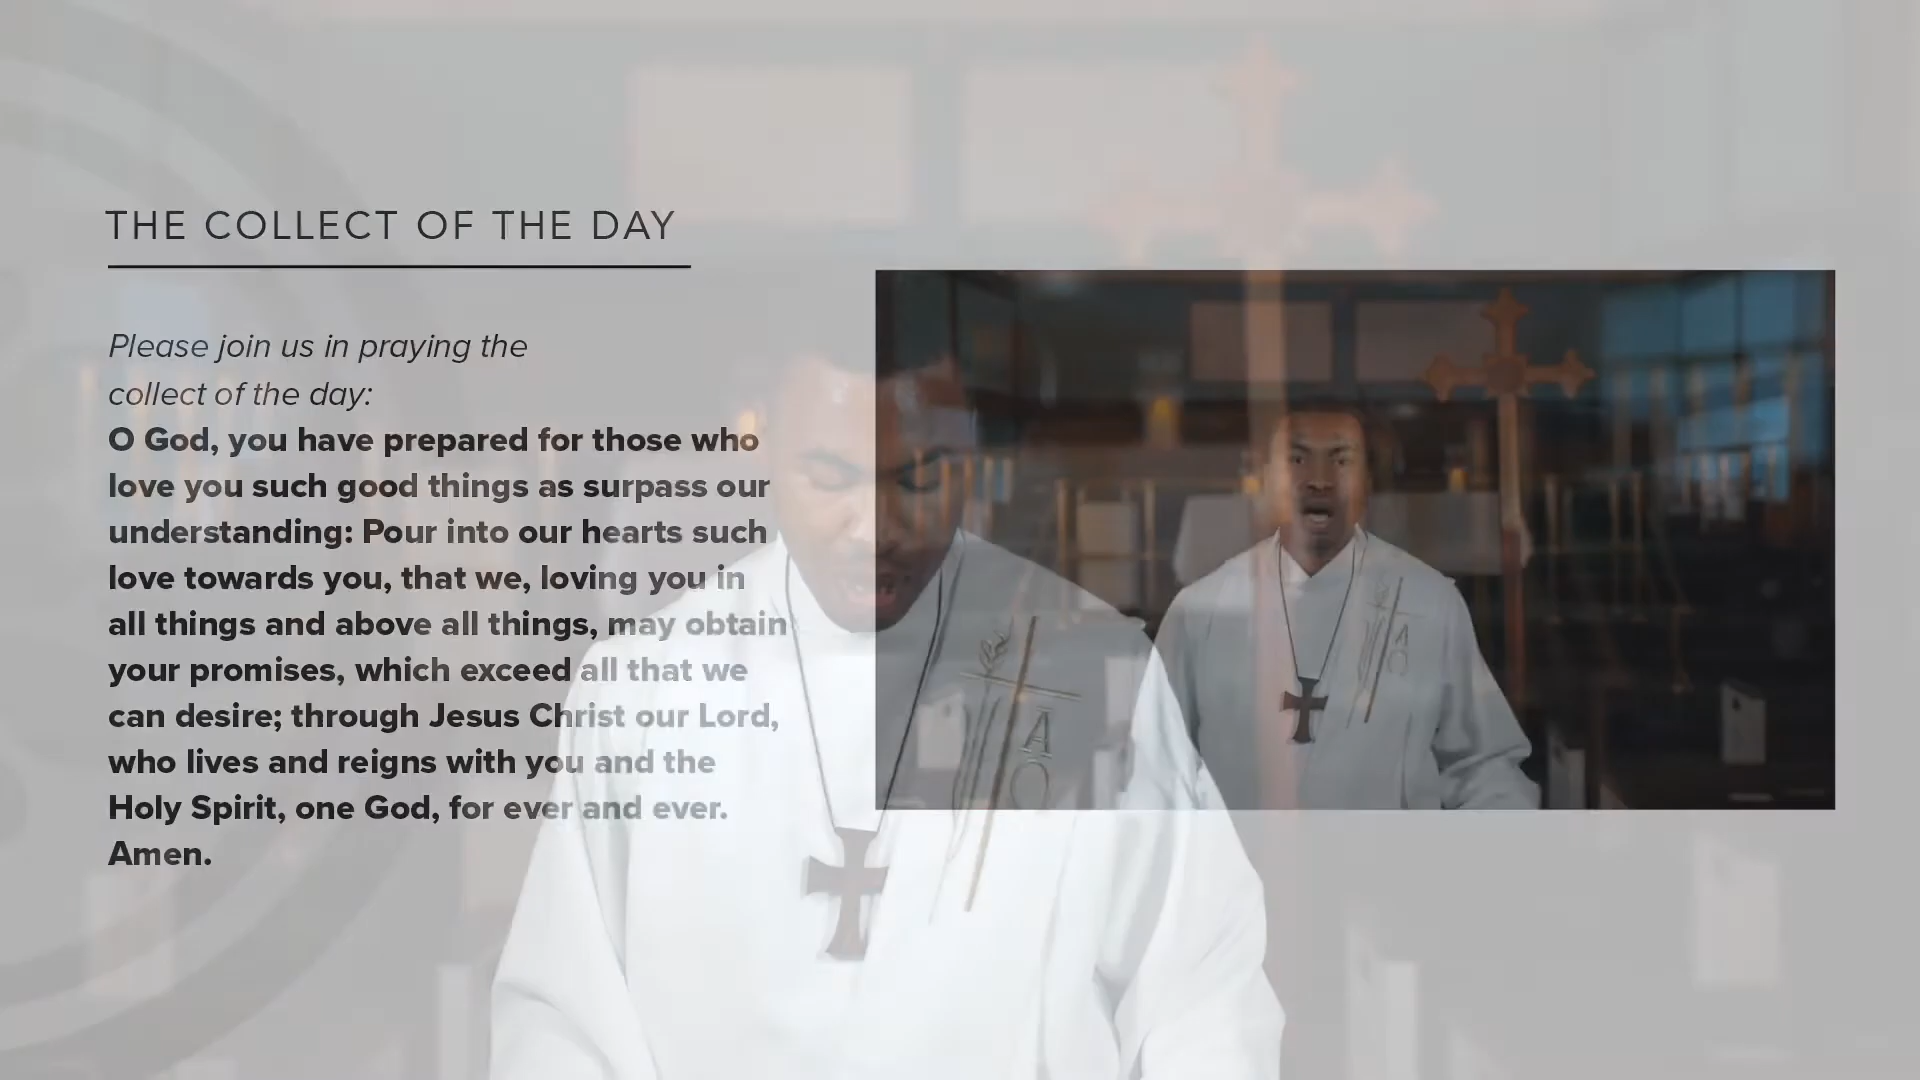 THE COLLECT OF THE DAY
Please join us in praying the
collect of the day:
O God, you have prepared for those who
love you such good things as surpass our
understanding: Pour into our hearts such
love towards you, that we, loving you in
all things and above all things, may obtain
your promises, which exceed all that we
can desire; through Jesus Christ our Lord,
who lives and reigns with you and the
Holy Spirit, one God, for ever and ever.
Amen.